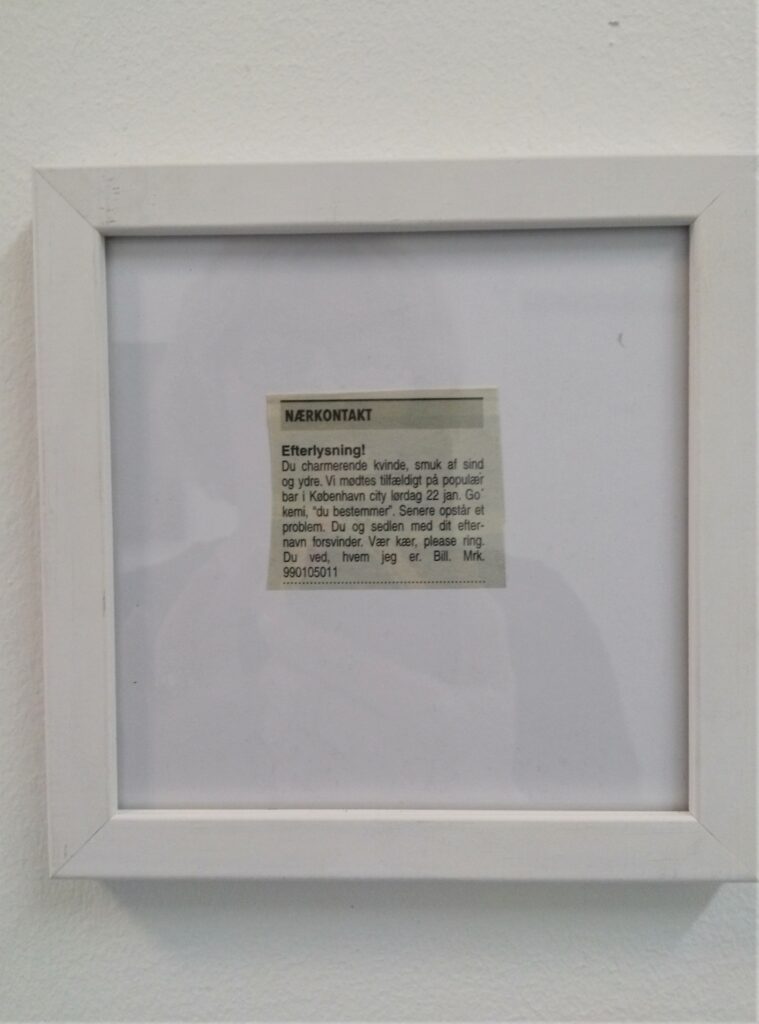 NÆRKONTAKT
Efterlysning!
Du charmerende kvinde, smuk af sind
og ydre. Vi mødtes tilfældigt på populær
bar i København city lørdag 22 jan. Go´
kemi, “du bestemmer”. Senere opstår et
problem. Du og sedlen med dit efter-
navn forsvinder. Vær kær, please ring.
Du ved, hvem jeg er. Bill. Mrk.
990105011